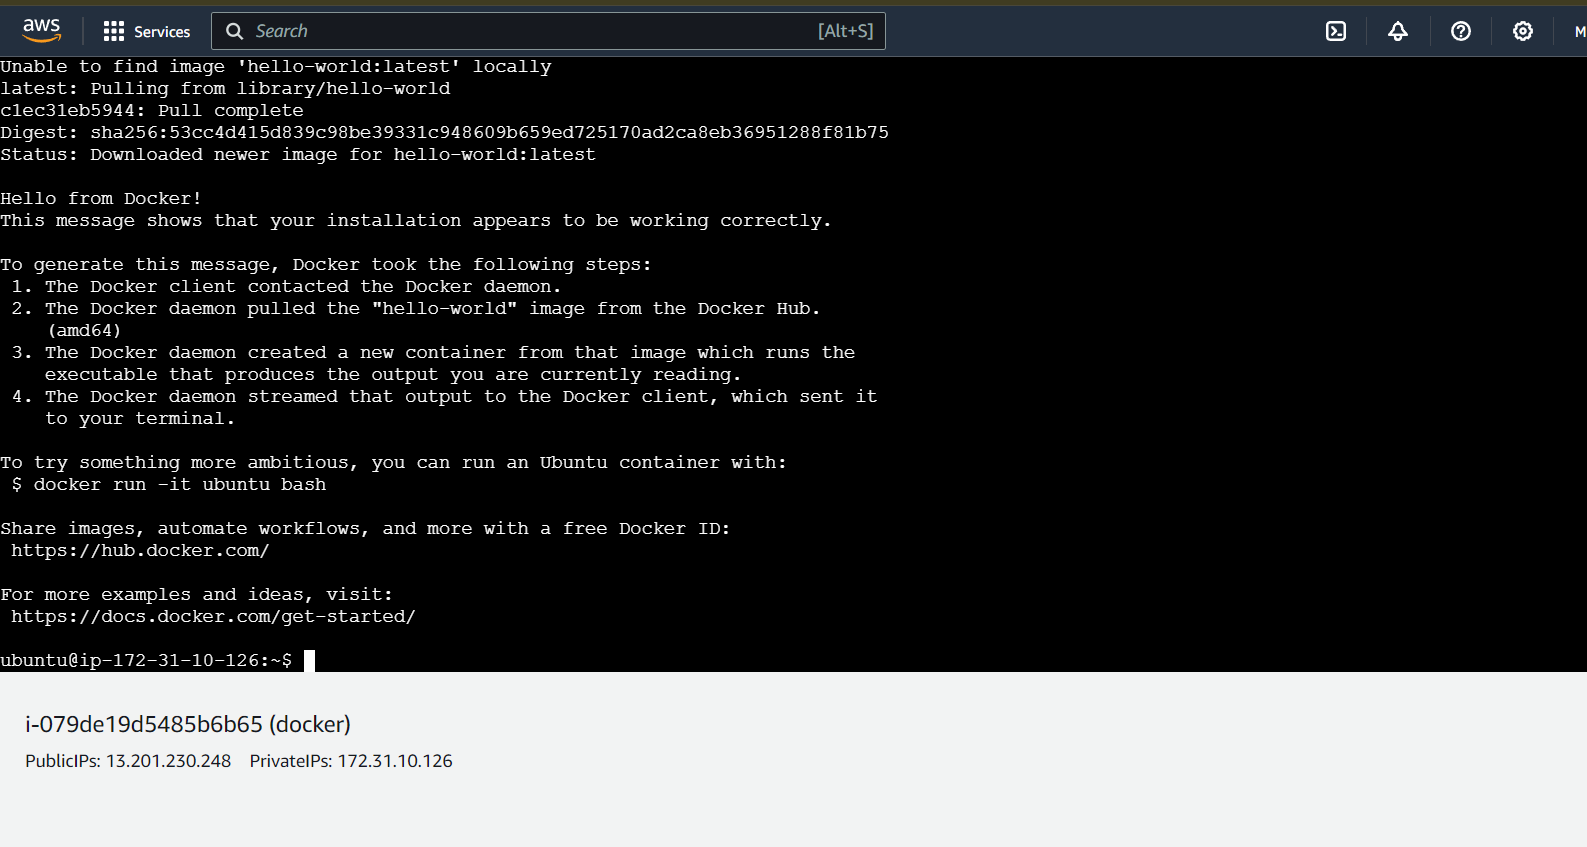 aws
Services
Search
[Alt+S]
M
Unable to find image 'hello-world:latest' locally
latest: Pulling from library/hello-world
c1ec31eb5944: Pull complete
Digest: sha256:53cc4d415d839c98be39331c948609b659ed725170ad2ca8eb36951288f81b75
Status: Downloaded newer image for hello-world:latest
Hello from Docker!
This message shows that your installation appears to be working correctly.
To generate this message, Docker took the following steps:
1. The Docker client contacted the Docker daemon.
2. The Docker daemon pulled the "hello-world" image from the Docker Hub.
(amd64)
3. The Docker daemon created a new container from that image which runs the
executable that produces the output you are currently reading.
4. The Docker daemon streamed that output to the Docker client, which sent it
to your terminal.
To try something more ambitious, you can run an Ubuntu container with:
$ docker run -it ubuntu bash
Share images, automate workflows, and more with a free Docker ID:
https://hub.docker.com/
For more examples and ideas, visit:
https://docs.docker.com/get-started/
ubuntu@ip-172-31-10-126:~$
i-079de19d5485b6b65 (docker)
PublicIPs: 13.201.230.248 PrivateIPs: 172.31.10.126